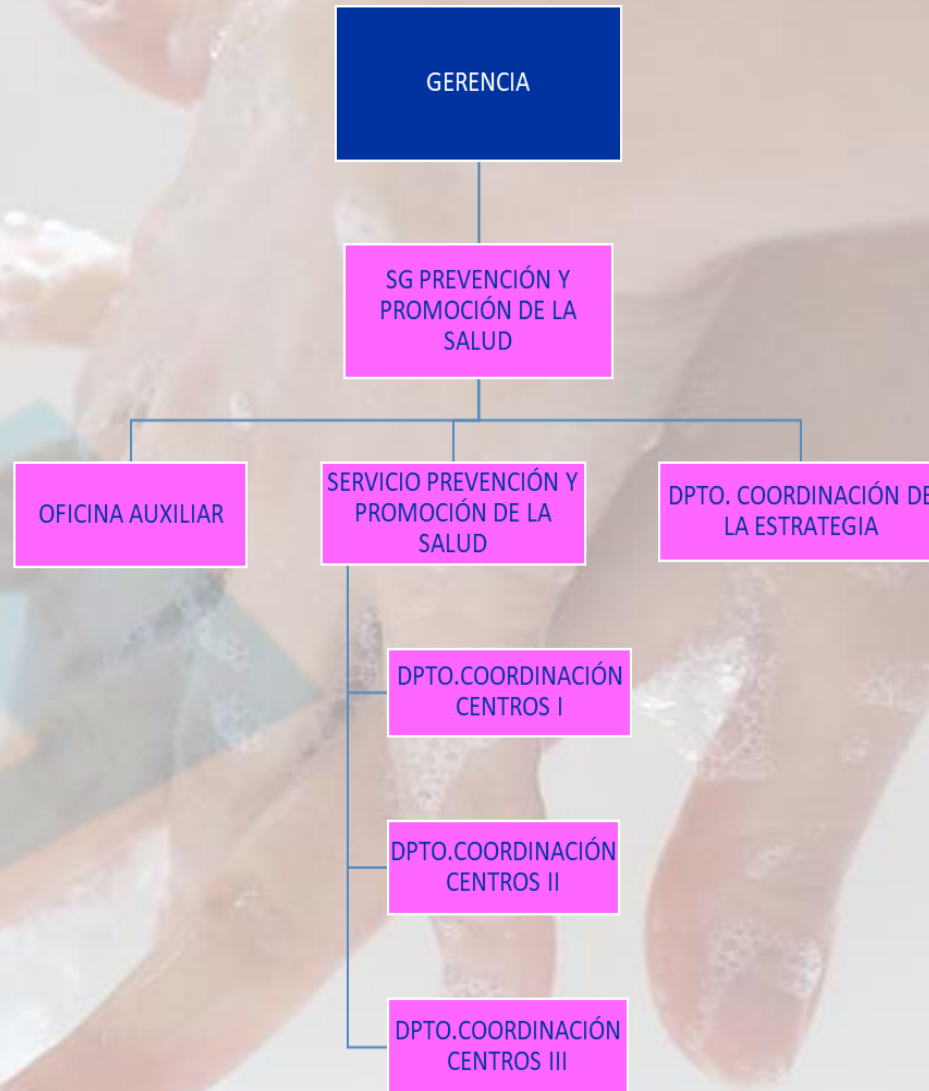 GERENCIA
SG PREVENCIÓN Y
PROMOCIÓN DE LA
SALUD
OFICINA AUXILIAR
SERVICIO PREVENCIÓN Y
PROMOCIÓN DE LA
SALUD
DPTO. COORDINACIÓN DE
LA ESTRATEGIA
DPTO.COORDINACIÓN
CENTROS I
DPTO.COORDINACIÓN
CENTROS II
DPTO.COORDINACIÓN
CENTROS III